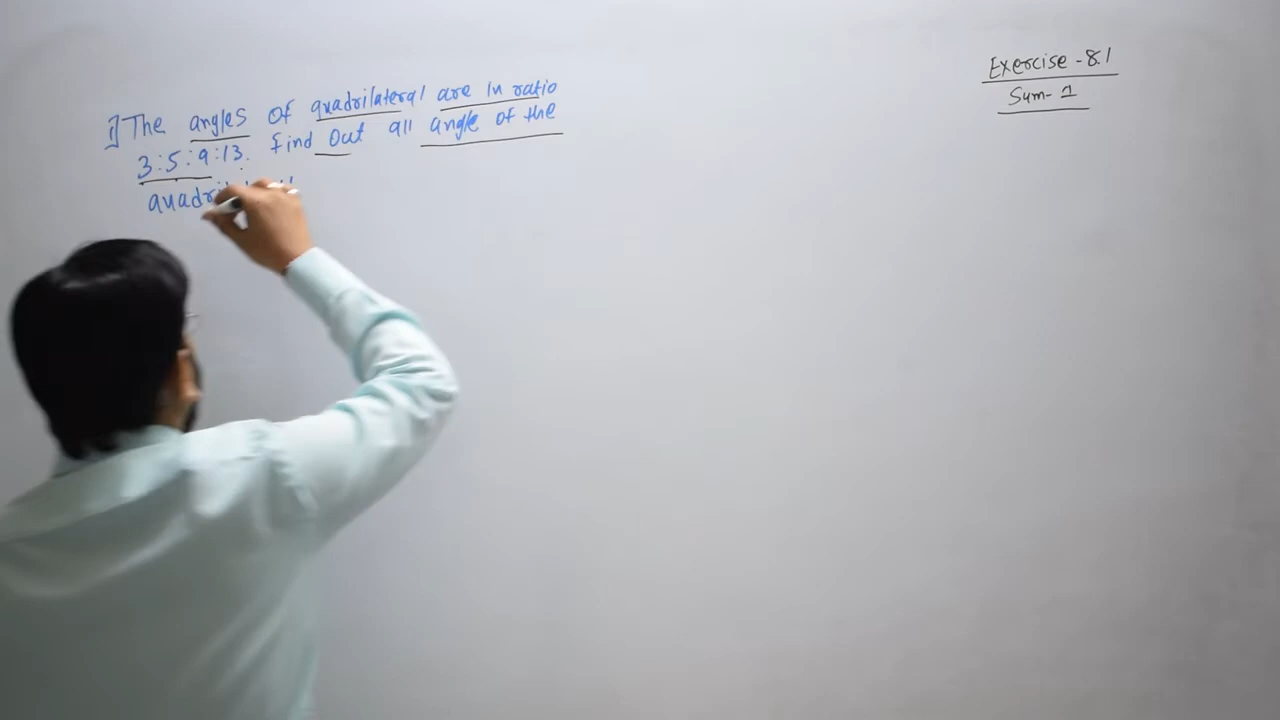 1] The angles of quadrilateral are in ratio
3:5:9:13. find out all angle of the
Exercise - 8.1
Sum - 1